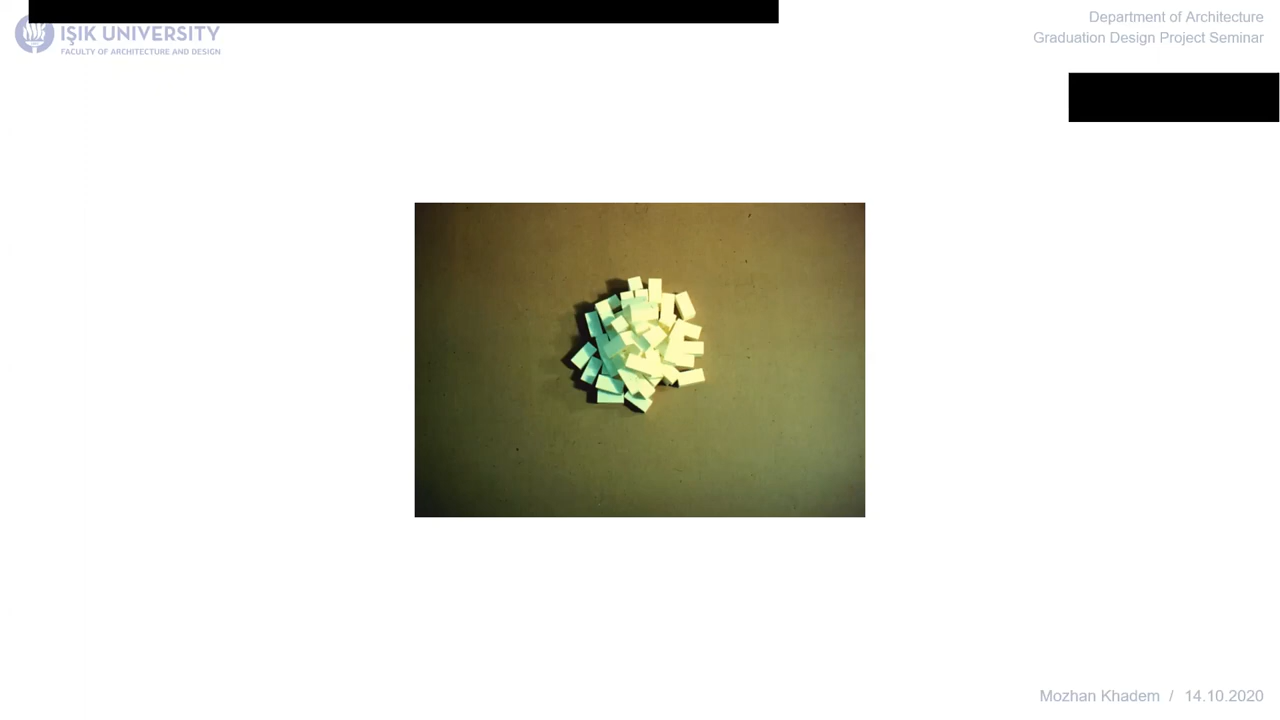 IŞIK UNIVERSITY
FACULTY OF ARCHITECTURE AND DESIGN
Department of Architecture
Graduation Design Project Seminar
Mozhan Khadem / 14.10.2020